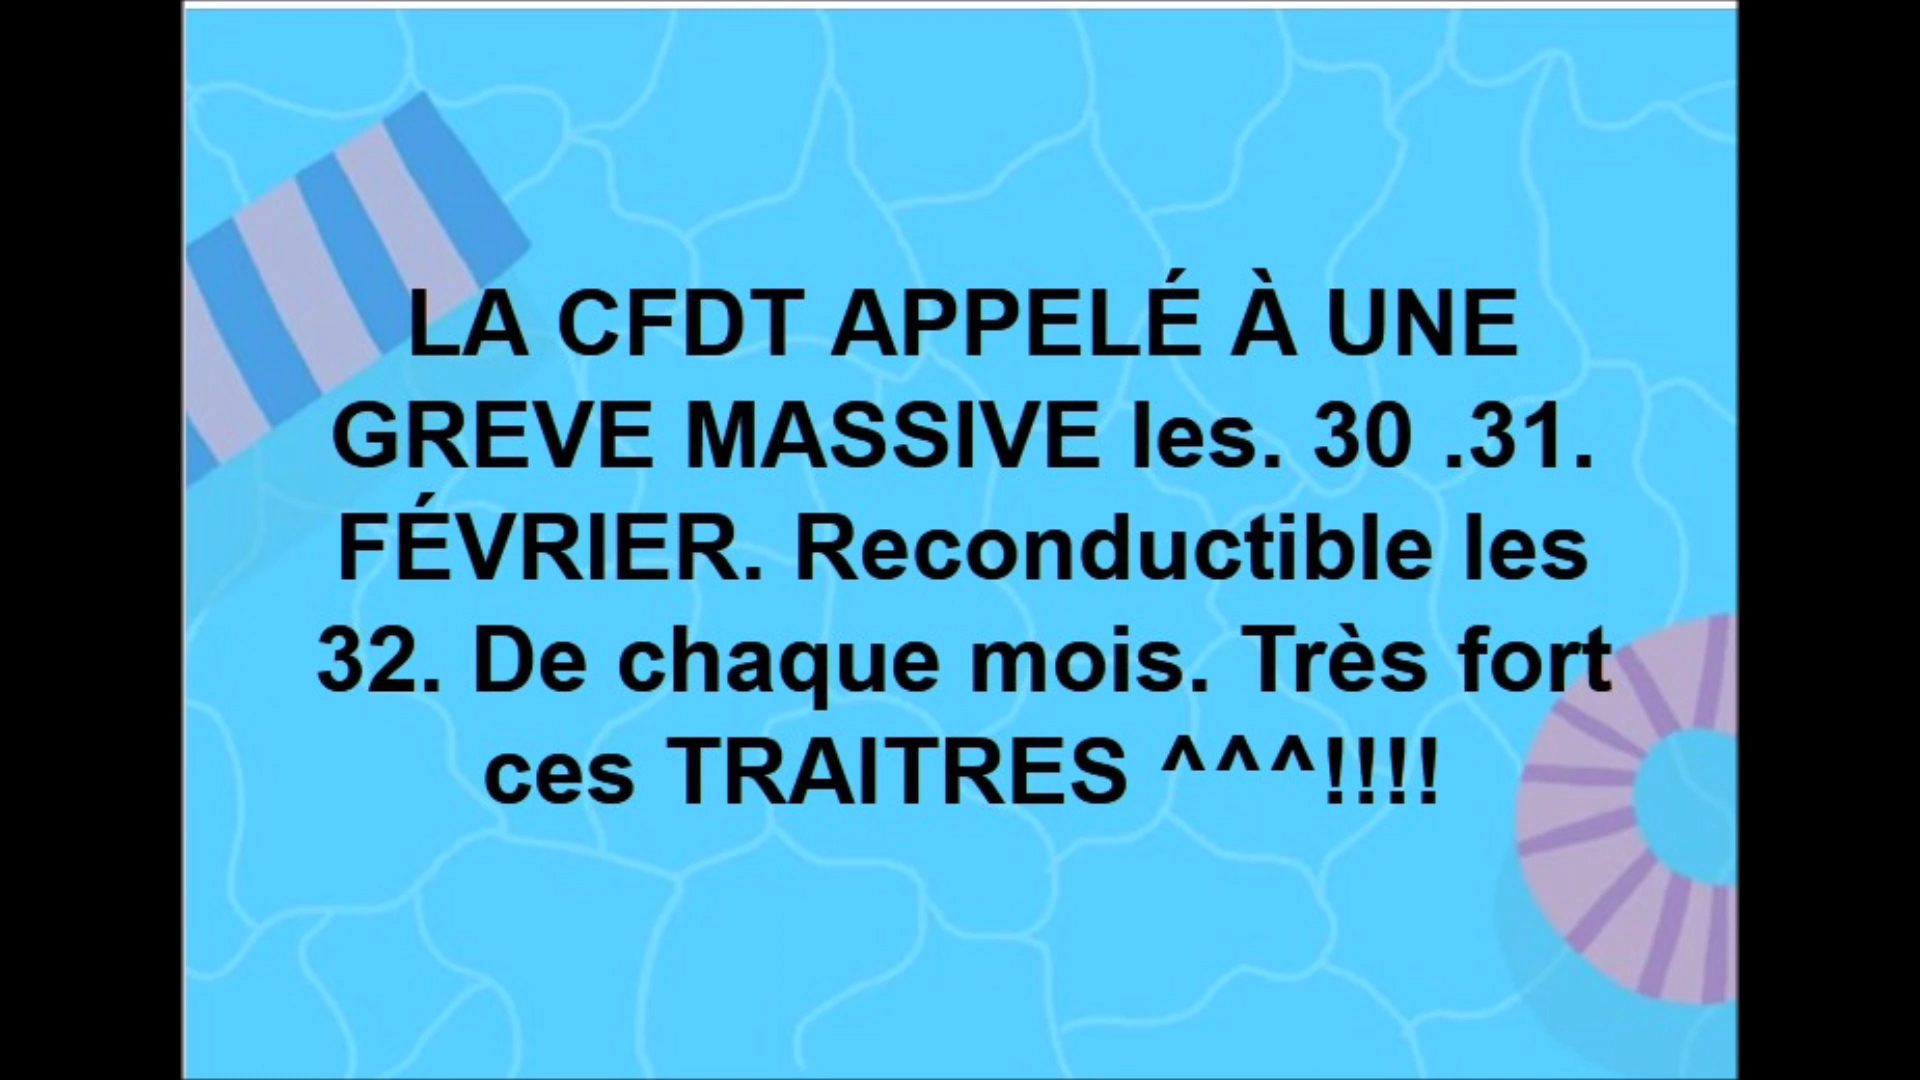 LA CFDT APPELÉ À UNE
GREVE MASSIVE les. 30 .31.
FÉVRIER. Reconductible les
32. De chaque mois. Très fort
ces TRAITRES ^^^!!!!